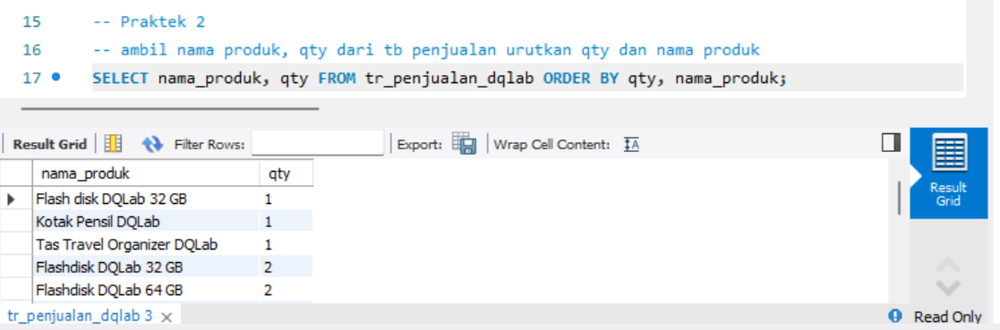 15 -- Praktek 2
16 -- ambil nama produk, qty dari tb penjualan urutkan qty dan nama produk
17 SELECT nama_produk, qty FROM tr_penjualan_dqlab ORDER BY qty, nama_produk;
Result Grid Filter Rows: Export: Wrap Cell Content: IA
nama_produk qty
Flash disk DQLab 32 GB 1
Kotak Pensil DQLab 1
Tas Travel Organizer DQLab 1
Flashdisk DQLab 32 GB 2
Flashdisk DQLab 64 GB 2
Result
Grid
tr_penjualan_dqlab 3 Read Only